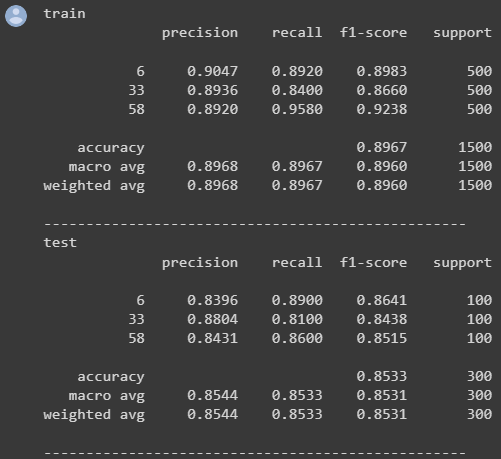 train
precision recall f1-score support
6 0.9047 0.8920 0.8983 500
33 0.8936 0.8400 0.8660 500
58 0.8920 0.9580 0.9238 500
accuracy 0.8967 1500
macro avg 0.8968 0.8967 0.8960 1500
weighted avg 0.8968 0.8967 0.8960 1500
----------------------------------------------------
test
precision recall f1-score support
6 0.8396 0.8900 0.8641 100
33 0.8804 0.8100 0.8438 100
58 0.8431 0.8600 0.8515 100
accuracy 0.8533 300
macro avg 0.8544 0.8533 0.8531 300
weighted avg 0.8544 0.8533 0.8531 300
----------------------------------------------------